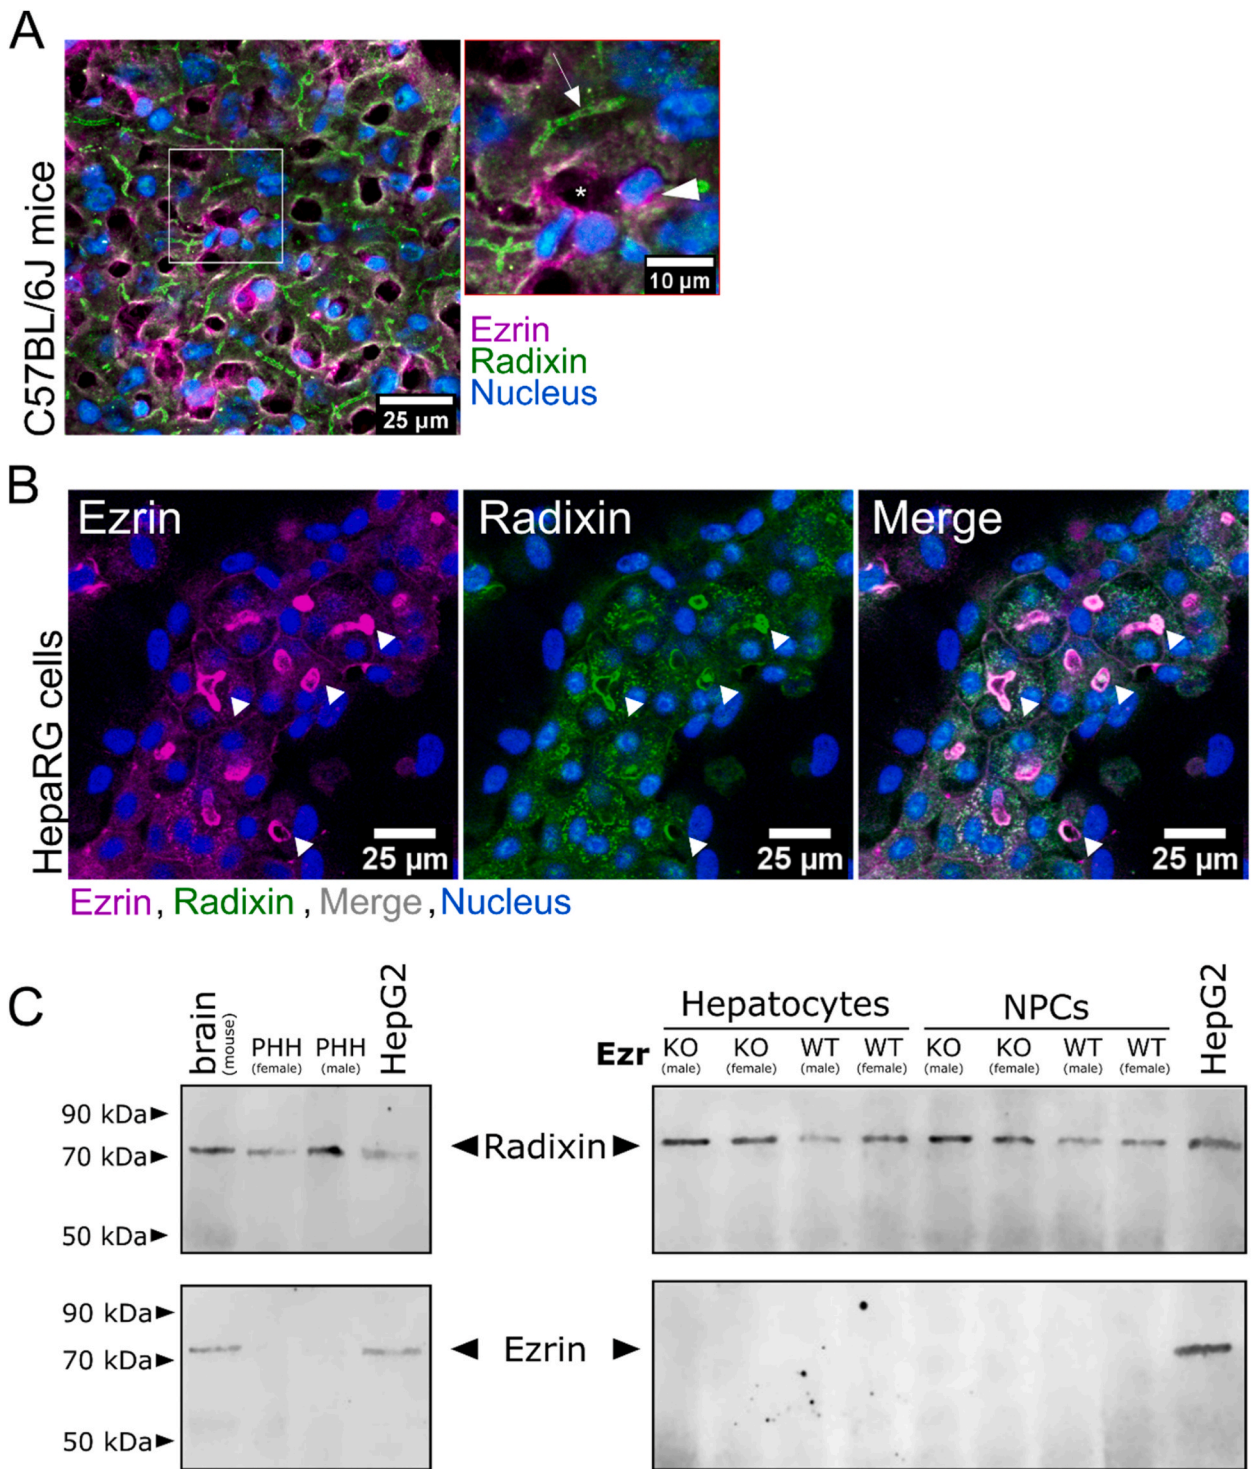 A
C57BL/6J mice
*
25 µm
10 µm
Ezrin
Radixin
Nucleus
B
HepaRG cells
Ezrin
Radixin
Merge
25 µm
25 µm
25 µm
Ezrin, Radixin, Merge, Nucleus
C
brain (mouse)
PHH (female)
PHH (male)
HepG2
Hepatocytes
NPCs
HepG2
Ezr
KO (male)
KO (female)
WT (male)
WT (female)
KO (male)
KO (female)
WT (male)
WT (female)
90 kDa
70 kDa
50 kDa
Radixin
90 kDa
70 kDa
50 kDa
Ezrin